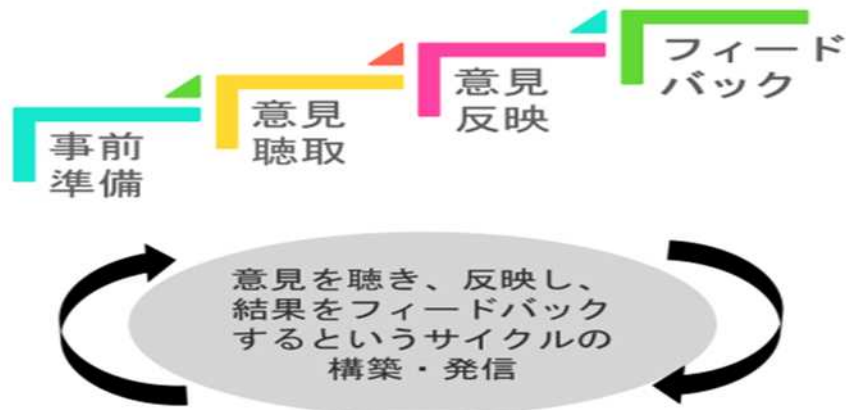 事前
準備
意見
聴取
意見
反映
フィード
バック
意見を聴き、反映し、
結果をフィードバック
するというサイクルの
構築・発信